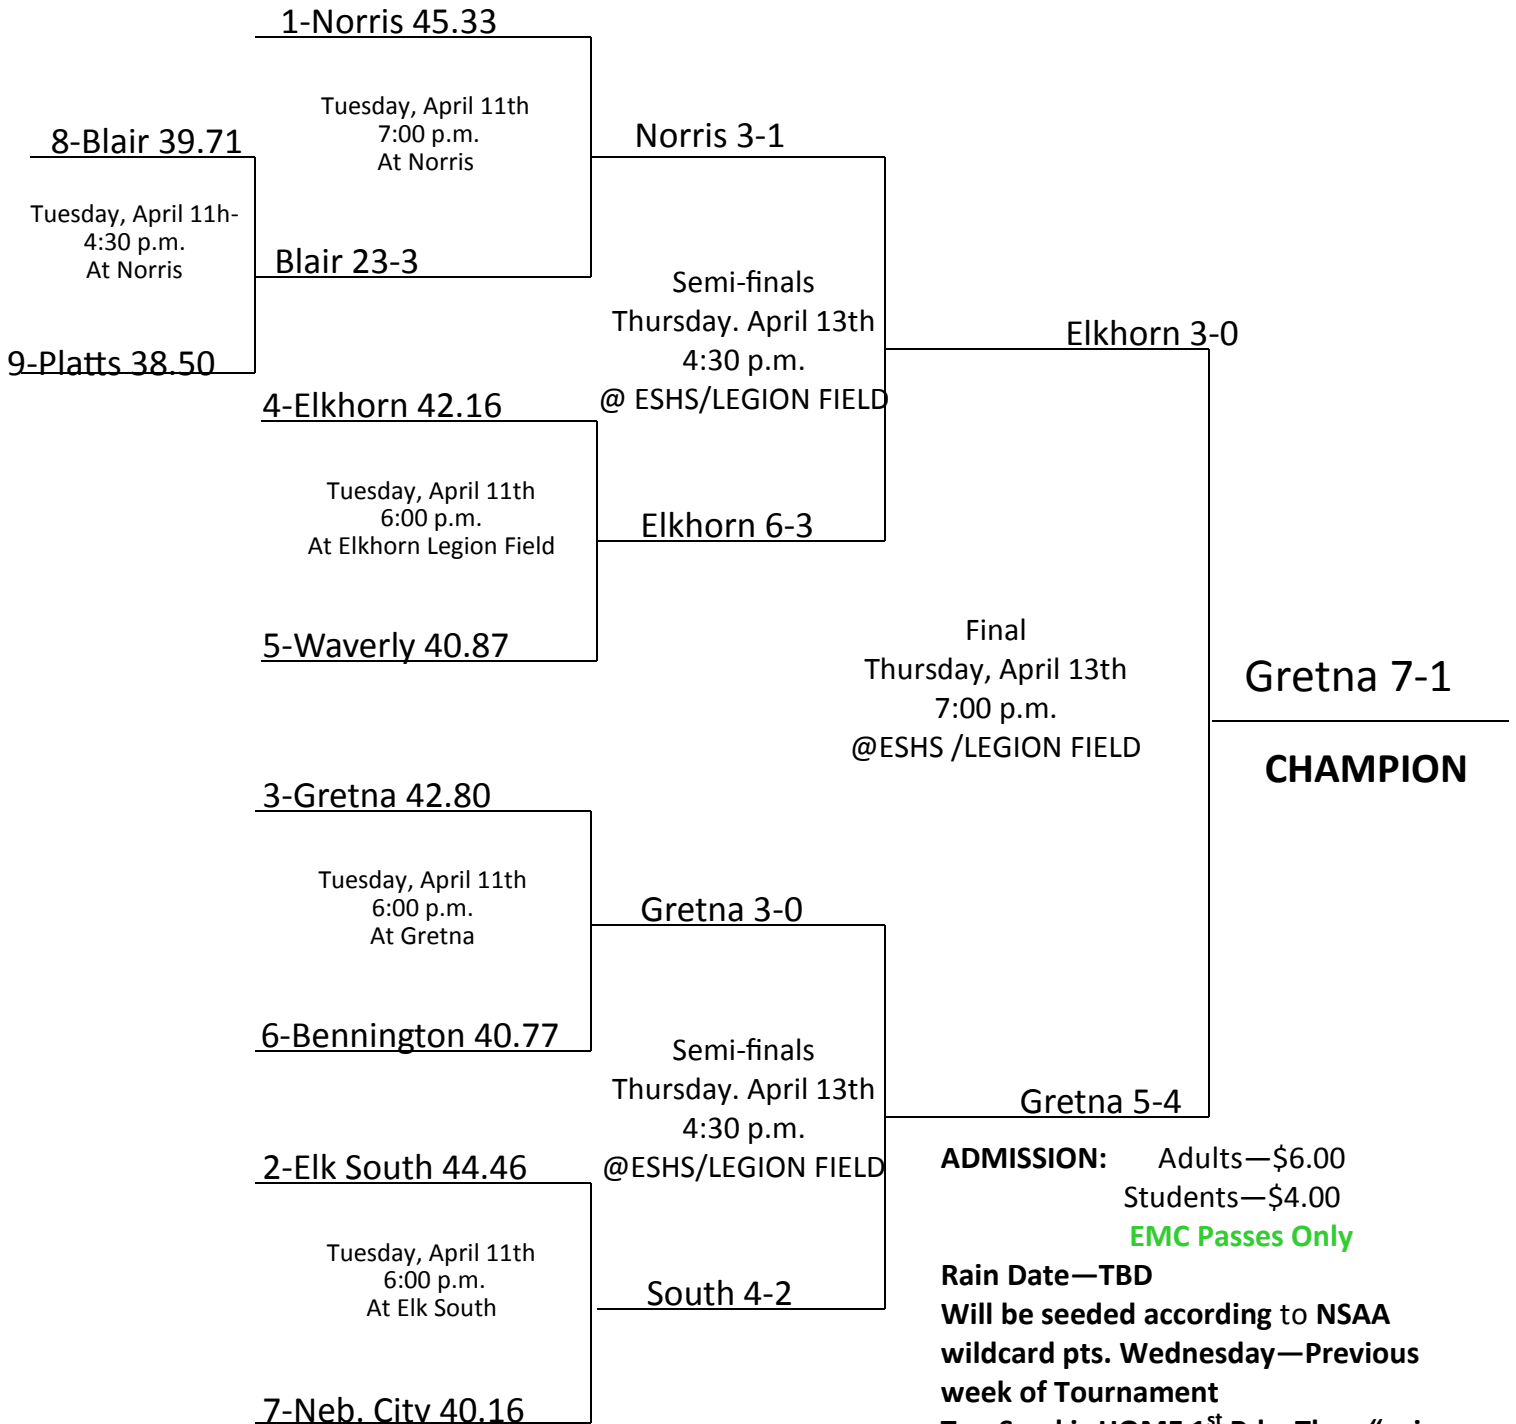 1-Norris 45.33
Tuesday, April 11th
7:00 p.m.
At Norris
8-Blair 39.71
Tuesday, April 11h-
4:30 p.m.
At Norris
Blair 23-3
9-Platts 38.50
Norris 3-1
Semi-finals
Thursday. April 13th
4:30 p.m.
@ ESHS/LEGION FIELD
4-Elkhorn 42.16
Tuesday, April 11th
6:00 p.m.
At Elkhorn Legion Field
Elkhorn 6-3
5-Waverly 40.87
Elkhorn 3-0
Final
Thursday, April 13th
7:00 p.m.
@ESHS /LEGION FIELD
Gretna 7-1
CHAMPION
3-Gretna 42.80
Tuesday, April 11th
6:00 p.m.
At Gretna
Gretna 3-0
6-Bennington 40.77
Semi-finals
Thursday. April 13th
4:30 p.m.
@ESHS/LEGION FIELD
Gretna 5-4
2-Elk South 44.46
Tuesday, April 11th
6:00 p.m.
At Elk South
South 4-2
7-Neb. City 40.16
ADMISSION: Adults—$6.00
Students—$4.00
EMC Passes Only
Rain Date—TBD
Will be seeded according to NSAA
wildcard pts. Wednesday—Previous
week of Tournament
Top Seed is HOME 1st